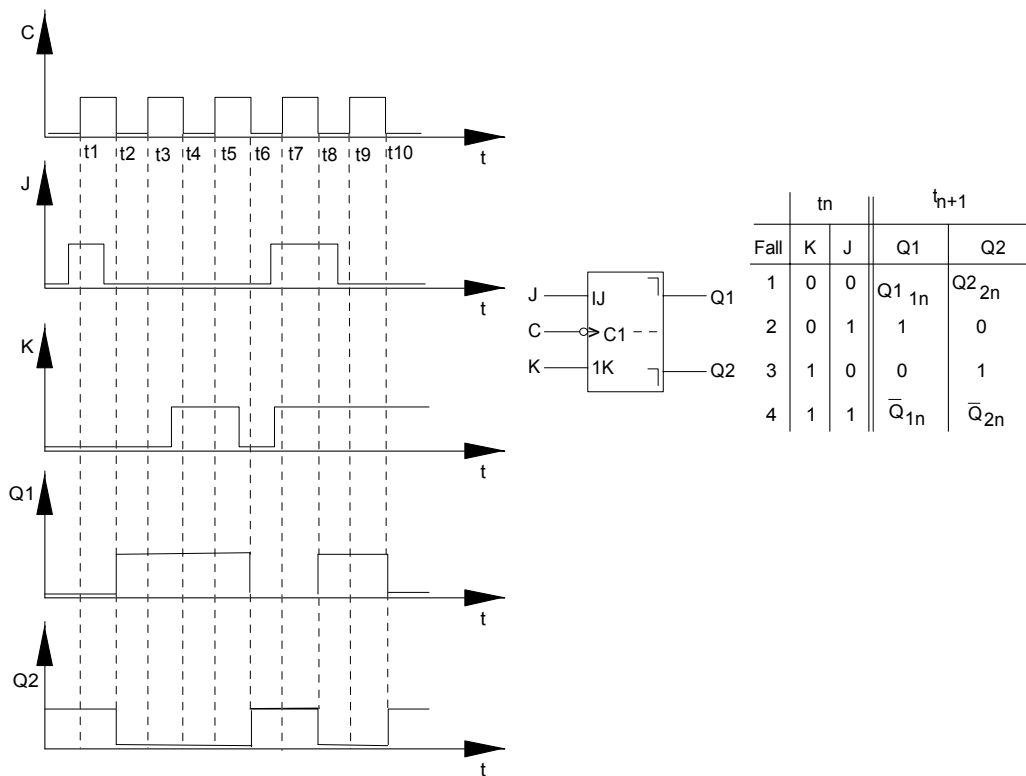 C
t1 t2 t3 t4 t5 t6 t7 t8 t9 t10
t
J
t
K
t
Q1
t
Q2
t
J IJ Q1
C C1
K 1K Q2
tn tn+1
Fall K J Q1 Q2
1 0 0 Q1 1n Q2 2n
2 0 1 1 0
3 1 0 0 1
4 1 1 Q̅1n Q̅2n